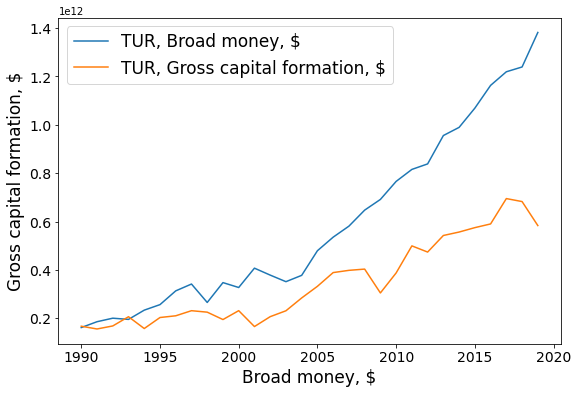 1e12
1.4
1.2
1.0
0.8
0.6
0.4
0.2
Gross capital formation, $
TUR, Broad money, $
TUR, Gross capital formation, $
1990 1995 2000 2005 2010 2015 2020
Broad money, $